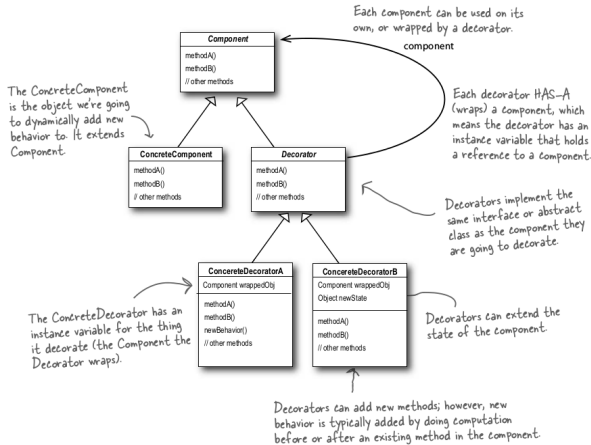 Each component can be used on its
own, or wrapped by a decorator.
component
Component
methodA()
methodB()
// other methods
The ConcreteComponent
is the object we're going
to dynamically add new
behavior to. It extends
Component.
Each decorator HAS-A
(wraps) a component, which
means the decorator has an
instance variable that holds
a reference to a component.
ConcreteComponent
methodA()
methodB()
// other methods
Decorator
methodA()
methodB()
// other methods
Decorators implement the
same interface or abstract
class as the component they
are going to decorate.
ConcereteDecoratorA
Component wrappedObj
methodA()
methodB()
newBehavior()
// other methods
ConcereteDecoratorB
Component wrappedObj
Object newState
methodA()
methodB()
// other methods
The ConcreteDecorator has an
instance variable for the thing
it decorate (the Component the
Decorator wraps).
Decorators can extend the
state of the component.
Decorators can add new methods; however, new
behavior is typically added by doing computation
before or after an existing method in the component.